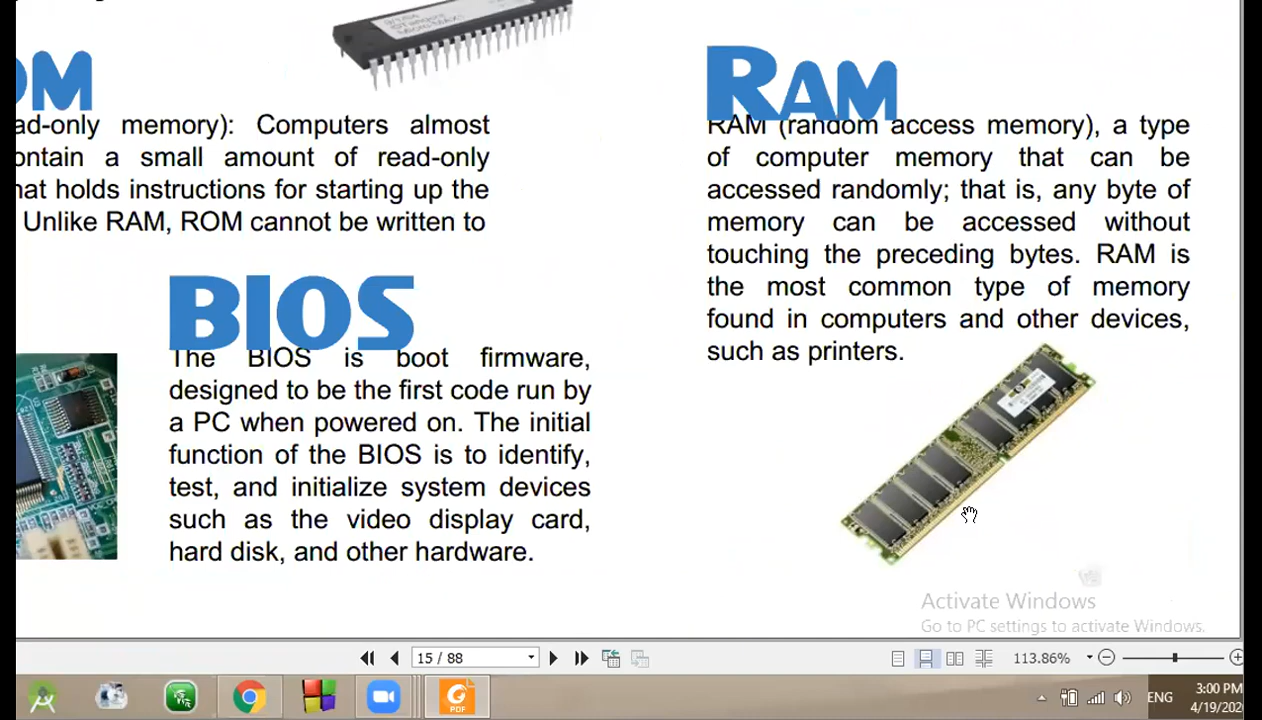 OM
ad-only memory): Computers almost
ontain a small amount of read-only
hat holds instructions for starting up the
Unlike RAM, ROM cannot be written to
BIOS
The BIOS is boot firmware,
designed to be the first code run by
a PC when powered on. The initial
function of the BIOS is to identify,
test, and initialize system devices
such as the video display card,
hard disk, and other hardware.
RAM
RAM (random access memory), a type
of computer memory that can be
accessed randomly; that is, any byte of
memory can be accessed without
touching the preceding bytes. RAM is
the most common type of memory
found in computers and other devices,
such as printers.
Activate Windows
Go to PC settings to activate Windows.
15 / 88
113.86%
PDF
ENG
3:00 PM
4/19/202